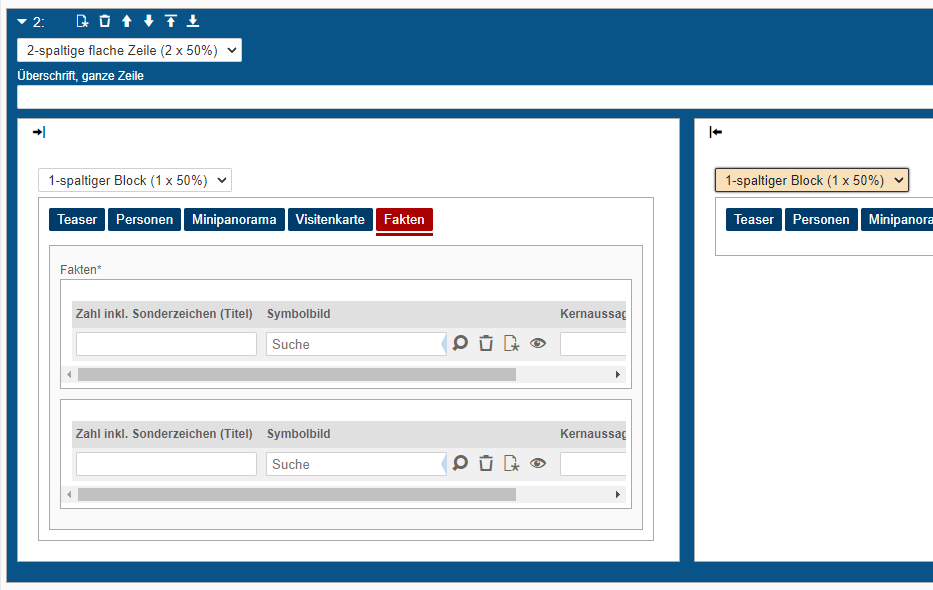 2:
2-spaltige flache Zeile (2 x 50%)
Überschrift, ganze Zeile
1-spaltiger Block (1 x 50%)
Teaser Personen Minipanorama Visitenkarte Fakten
Fakten*
Zahl inkl. Sonderzeichen (Titel) Symbolbild Kernaussag
Suche
Zahl inkl. Sonderzeichen (Titel) Symbolbild Kernaussag
Suche
1-spaltiger Block (1 x 50%)
Teaser Personen Minipanora